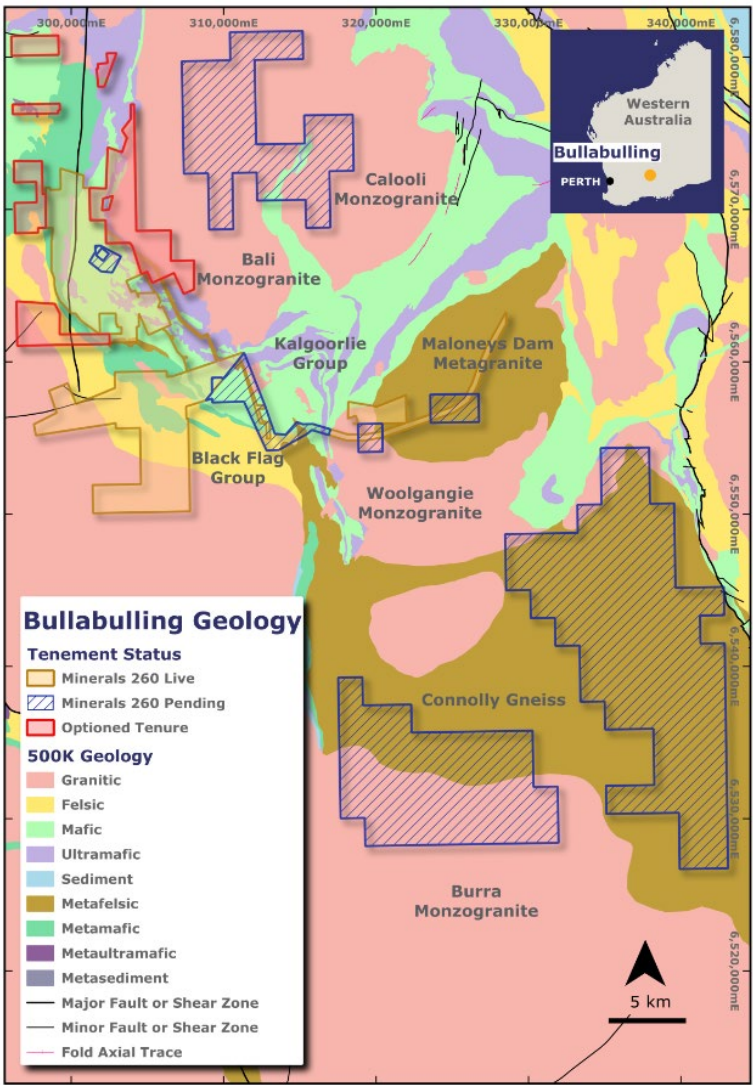 300,000mE
310,000mE
320,000mE
330,000mE
340,000mE
6,580,000mE
6,570,000mE
6,560,000mE
6,550,000mE
6,540,000mE
6,530,000mE
6,520,000mE
Western
Australia
Bullabulling
PERTH
Calooli
Monzogranite
Bali
Monzogranite
Kalgoorlie
Group
Maloneys Dam
Metagranite
Black Flag
Group
Woolgangie
Monzogranite
Connolly Gneiss
Burra
Monzogranite
Bullabulling Geology
Tenement Status
Minerals 260 Live
Minerals 260 Pending
Optioned Tenure
500K Geology
Granitic
Felsic
Mafic
Ultramafic
Sediment
Metafelsic
Metamafic
Metaultramafic
Metasediment
Major Fault or Shear Zone
Minor Fault or Shear Zone
Fold Axial Trace
5 km